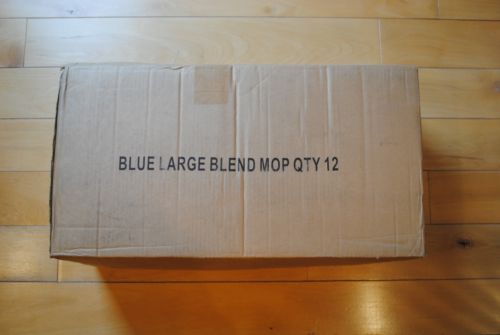 BLUE LARGE BLEND MOP QTY 12